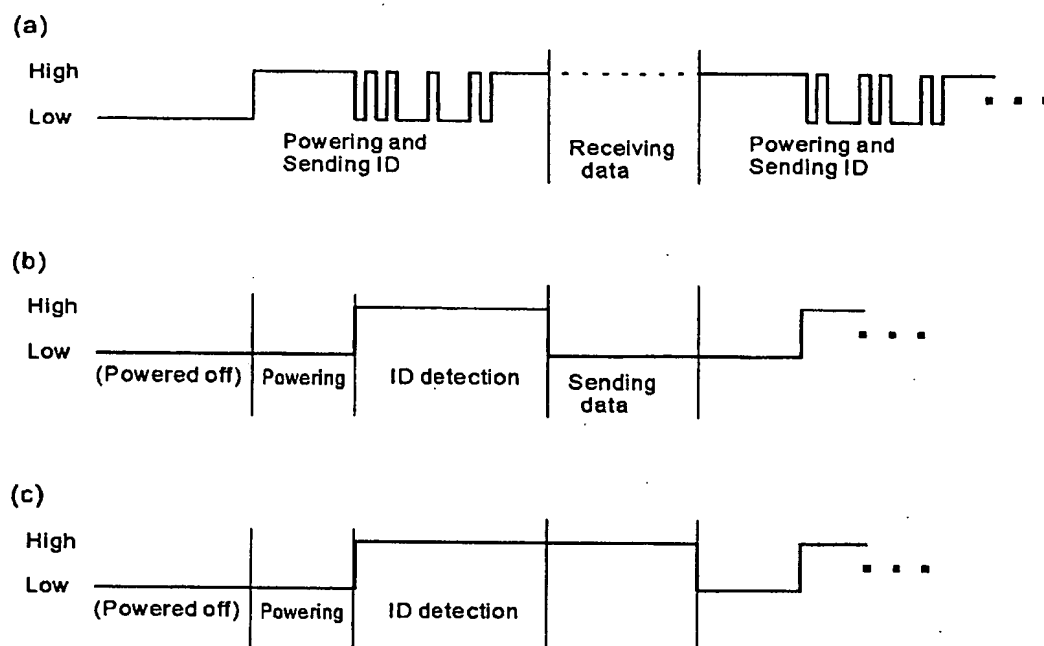 (a)
High
Low
Powering and
Sending ID
Receiving
data
Powering and
Sending ID
(b)
High
Low
(Powered off)
Powering
ID detection
Sending
data
(c)
High
Low
(Powered off)
Powering
ID detection